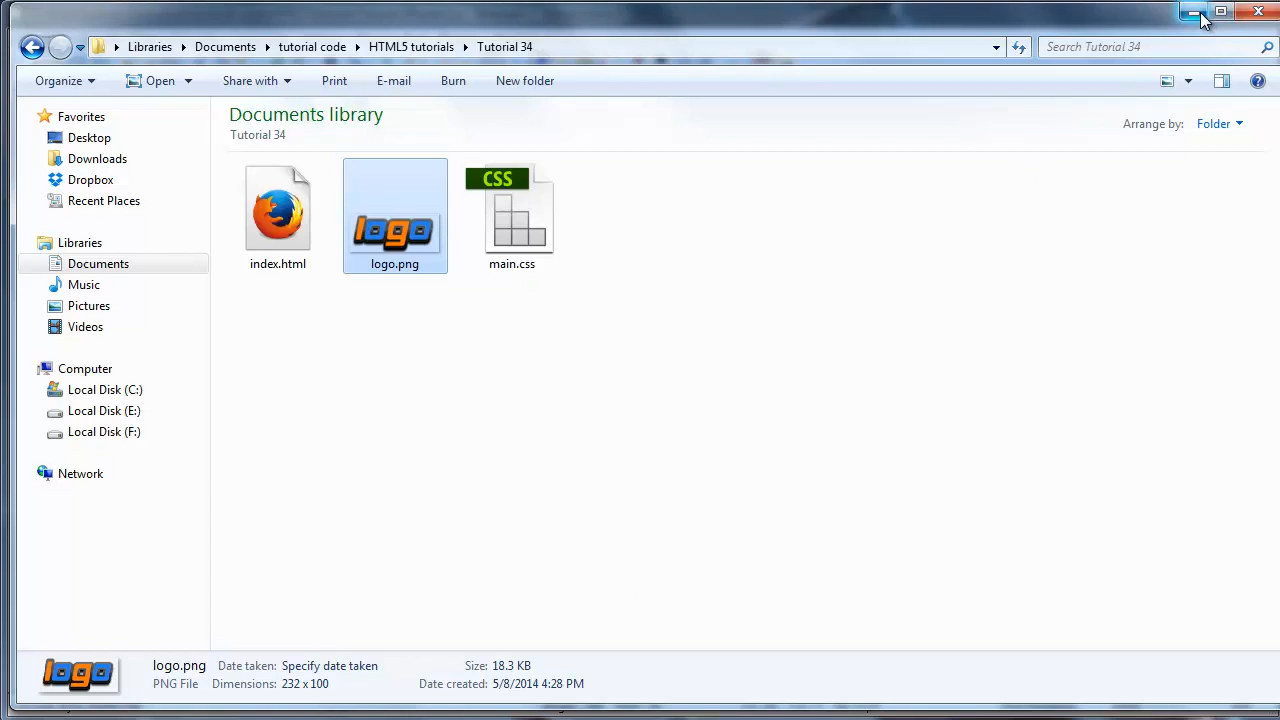 Libraries Documents tutorial code HTML5 tutorials Tutorial 34 Search Tutorial 34
Organize Open Share with Print E-mail Burn New folder
Favorites
Desktop
Downloads
Dropbox
Recent Places
Libraries
Documents
Music
Pictures
Videos
Computer
Local Disk (C:)
Local Disk (E:)
Local Disk (F:)
Network
Documents library
Tutorial 34
Arrange by: Folder
logo
CSS
index.html logo.png main.css
logo
logo.png Date taken: Specify date taken Size: 18.3 KB
PNG File Dimensions: 232 x 100 Date created: 5/8/2014 4:28 PM